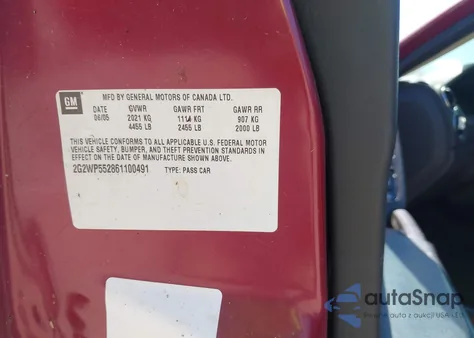 GM
MFD BY GENERAL MOTORS OF CANADA LTD.
DATE GVWR GAWR FRT GAWR RR
06/05 2021 KG 1114 KG 907 KG
4455 LB 2455 LB 2000 LB
THIS VEHICLE CONFORMS TO ALL APPLICABLE U.S. FEDERAL MOTOR
VEHICLE SAFETY, BUMPER, AND THEFT PREVENTION STANDARDS IN
EFFECT ON THE DATE OF MANUFACTURE SHOWN ABOVE.
2G2WP552861100491 TYPE: PASS CAR
autoSnap